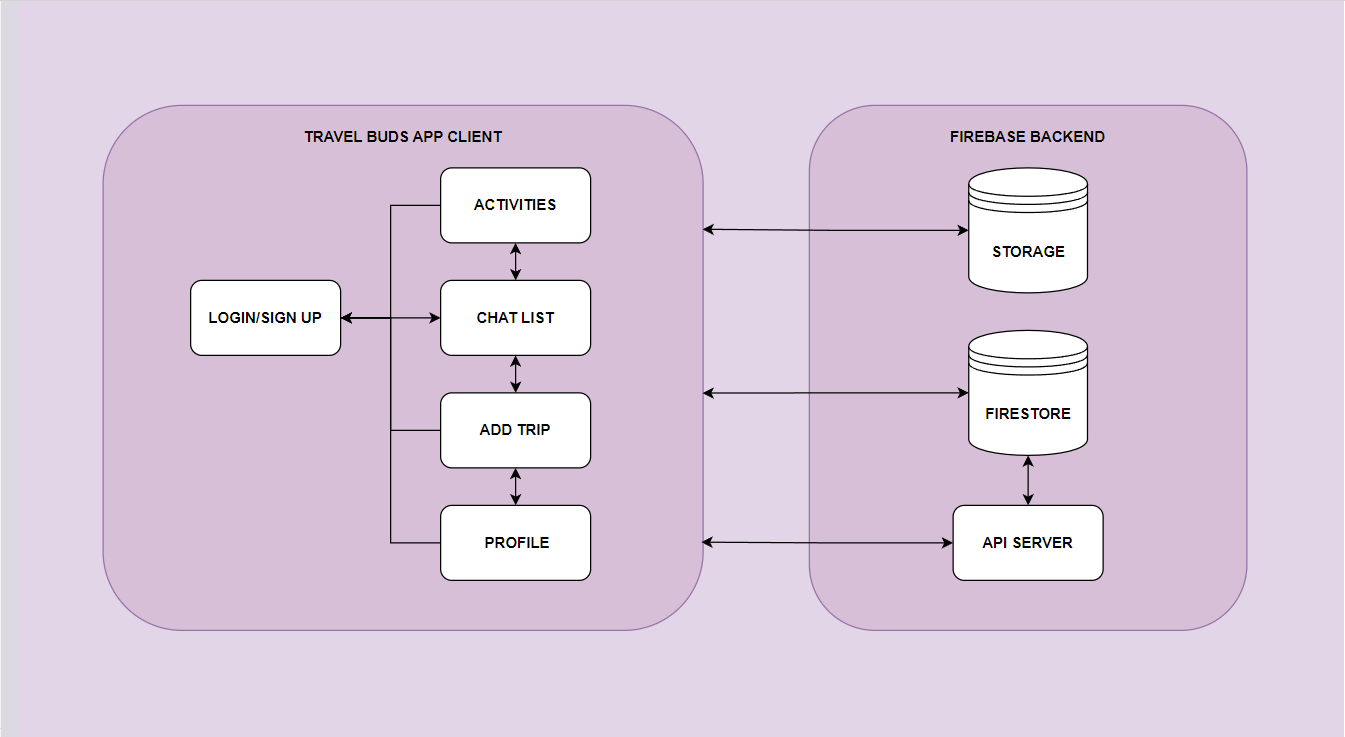 TRAVEL BUDS APP CLIENT
ACTIVITIES
LOGIN/SIGN UP
CHAT LIST
ADD TRIP
PROFILE
FIREBASE BACKEND
STORAGE
FIRESTORE
API SERVER